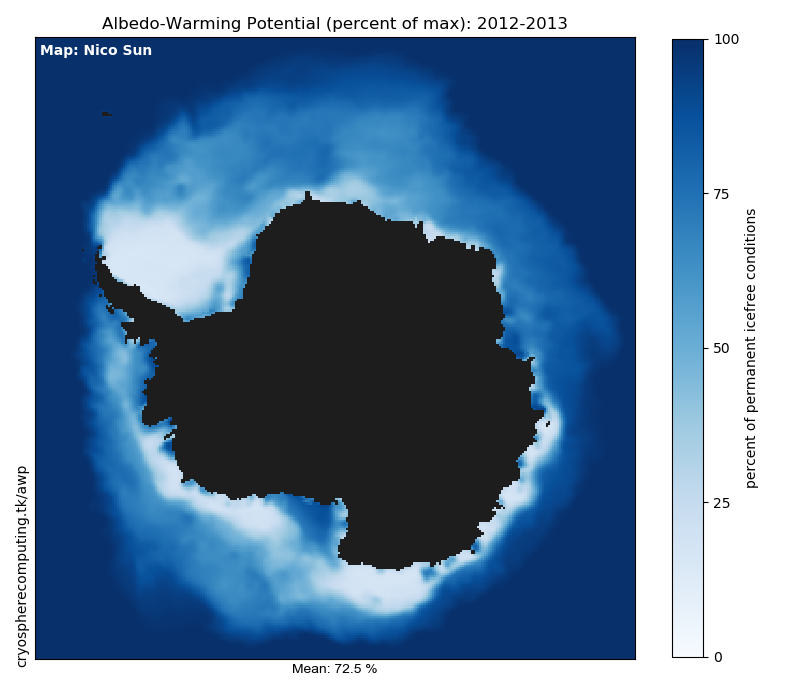 Albedo-Warming Potential (percent of max): 2012-2013
Map: Nico Sun
100
75
50
25
0
percent of permanent icefree conditions
cryospherecomputing.tk/awp
Mean: 72.5 %